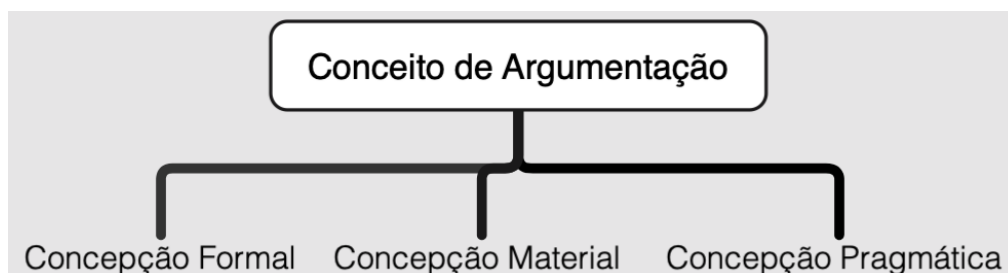 Conceito de Argumentação
Concepção Formal
Concepção Material
Concepção Pragmática